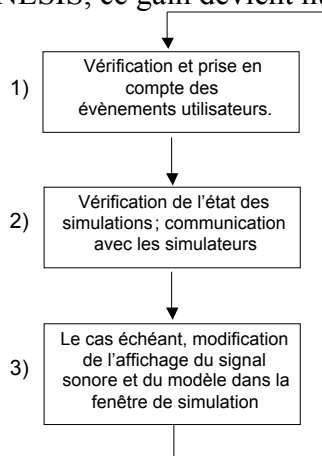 NESIS, ce gain devient
1)
Vérification et prise en
compte des
évènements utilisateurs.
2)
Vérification de l'état des
simulations; communication
avec les simulateurs
3)
Le cas échéant, modification
de l'affichage du signal
sonore et du modèle dans la
fenêtre de simulation